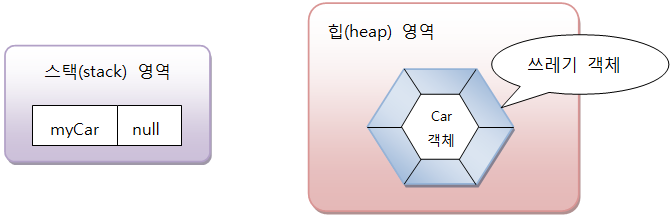 스택(stack) 영역
myCar null
힙(heap) 영역
쓰레기 객체
Car
객체